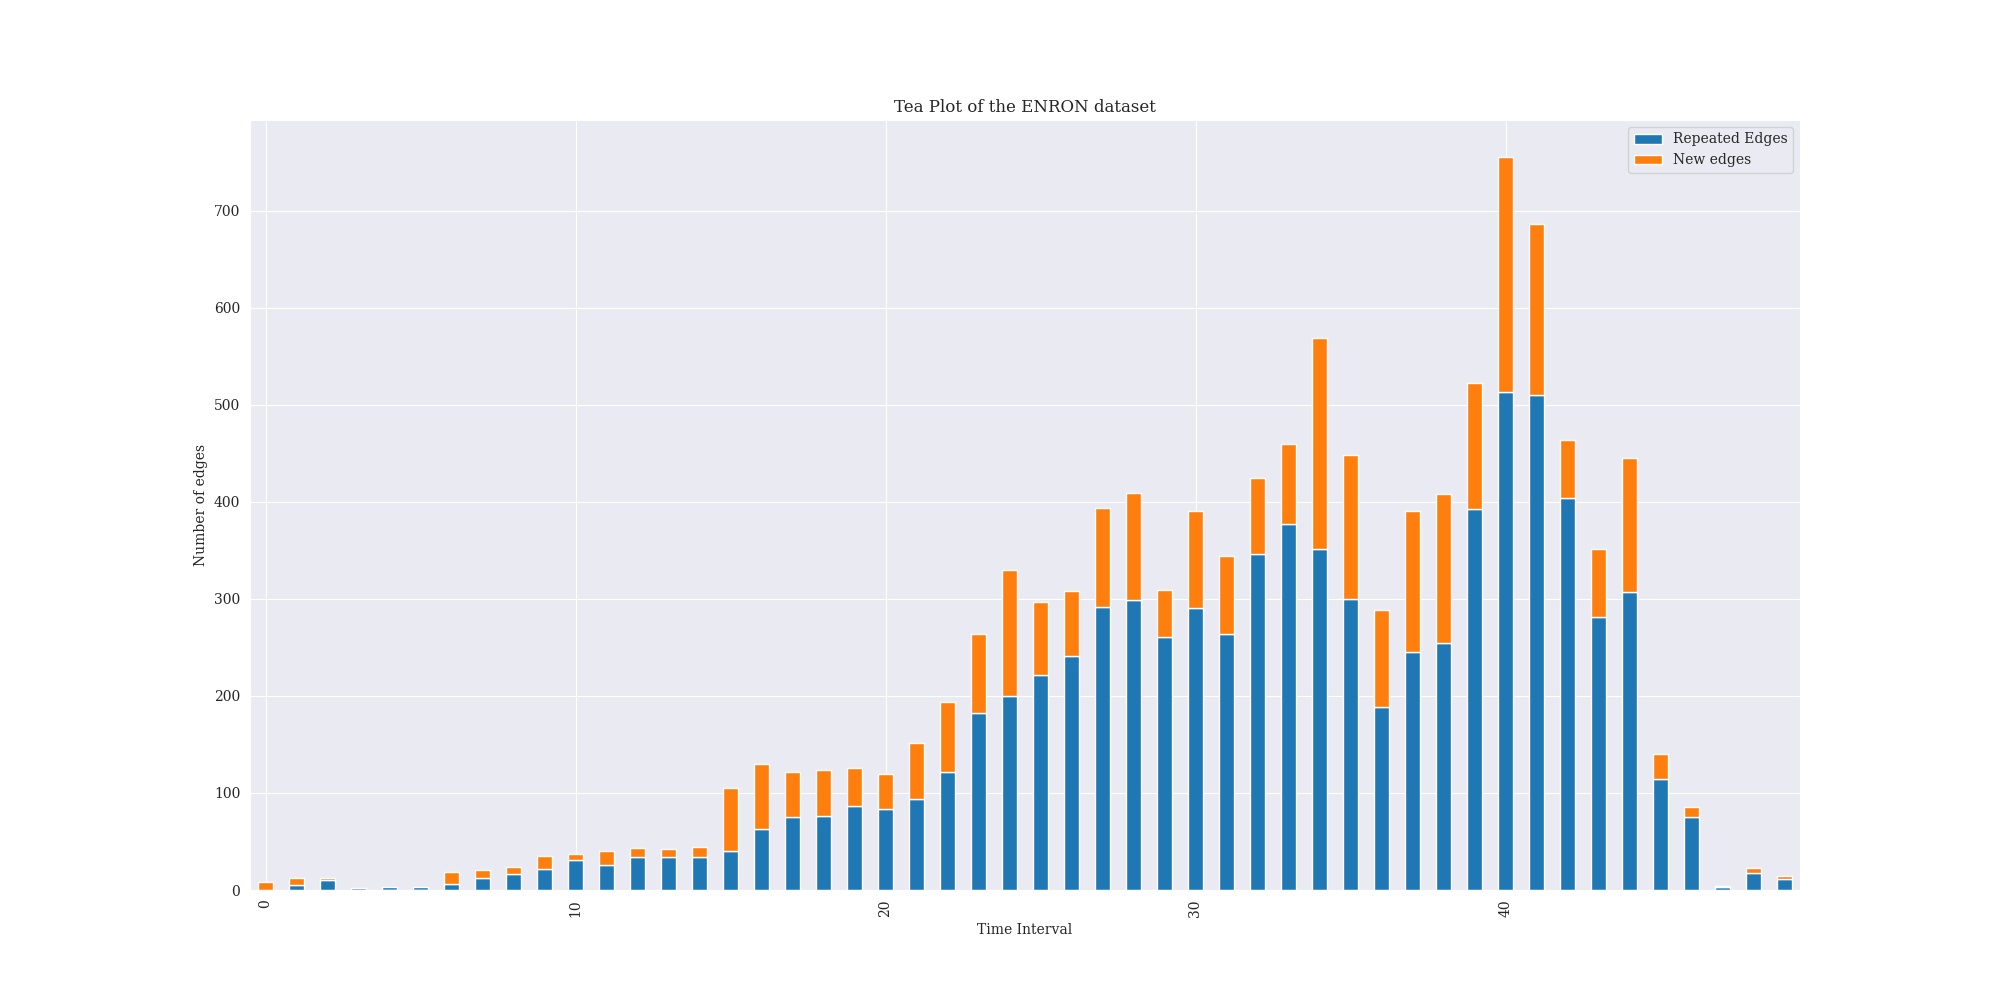 Tea Plot of the ENRON dataset
Repeated Edges
New edges
Number of edges
700
600
500
400
300
200
100
0
0
10
20
30
40
Time Interval